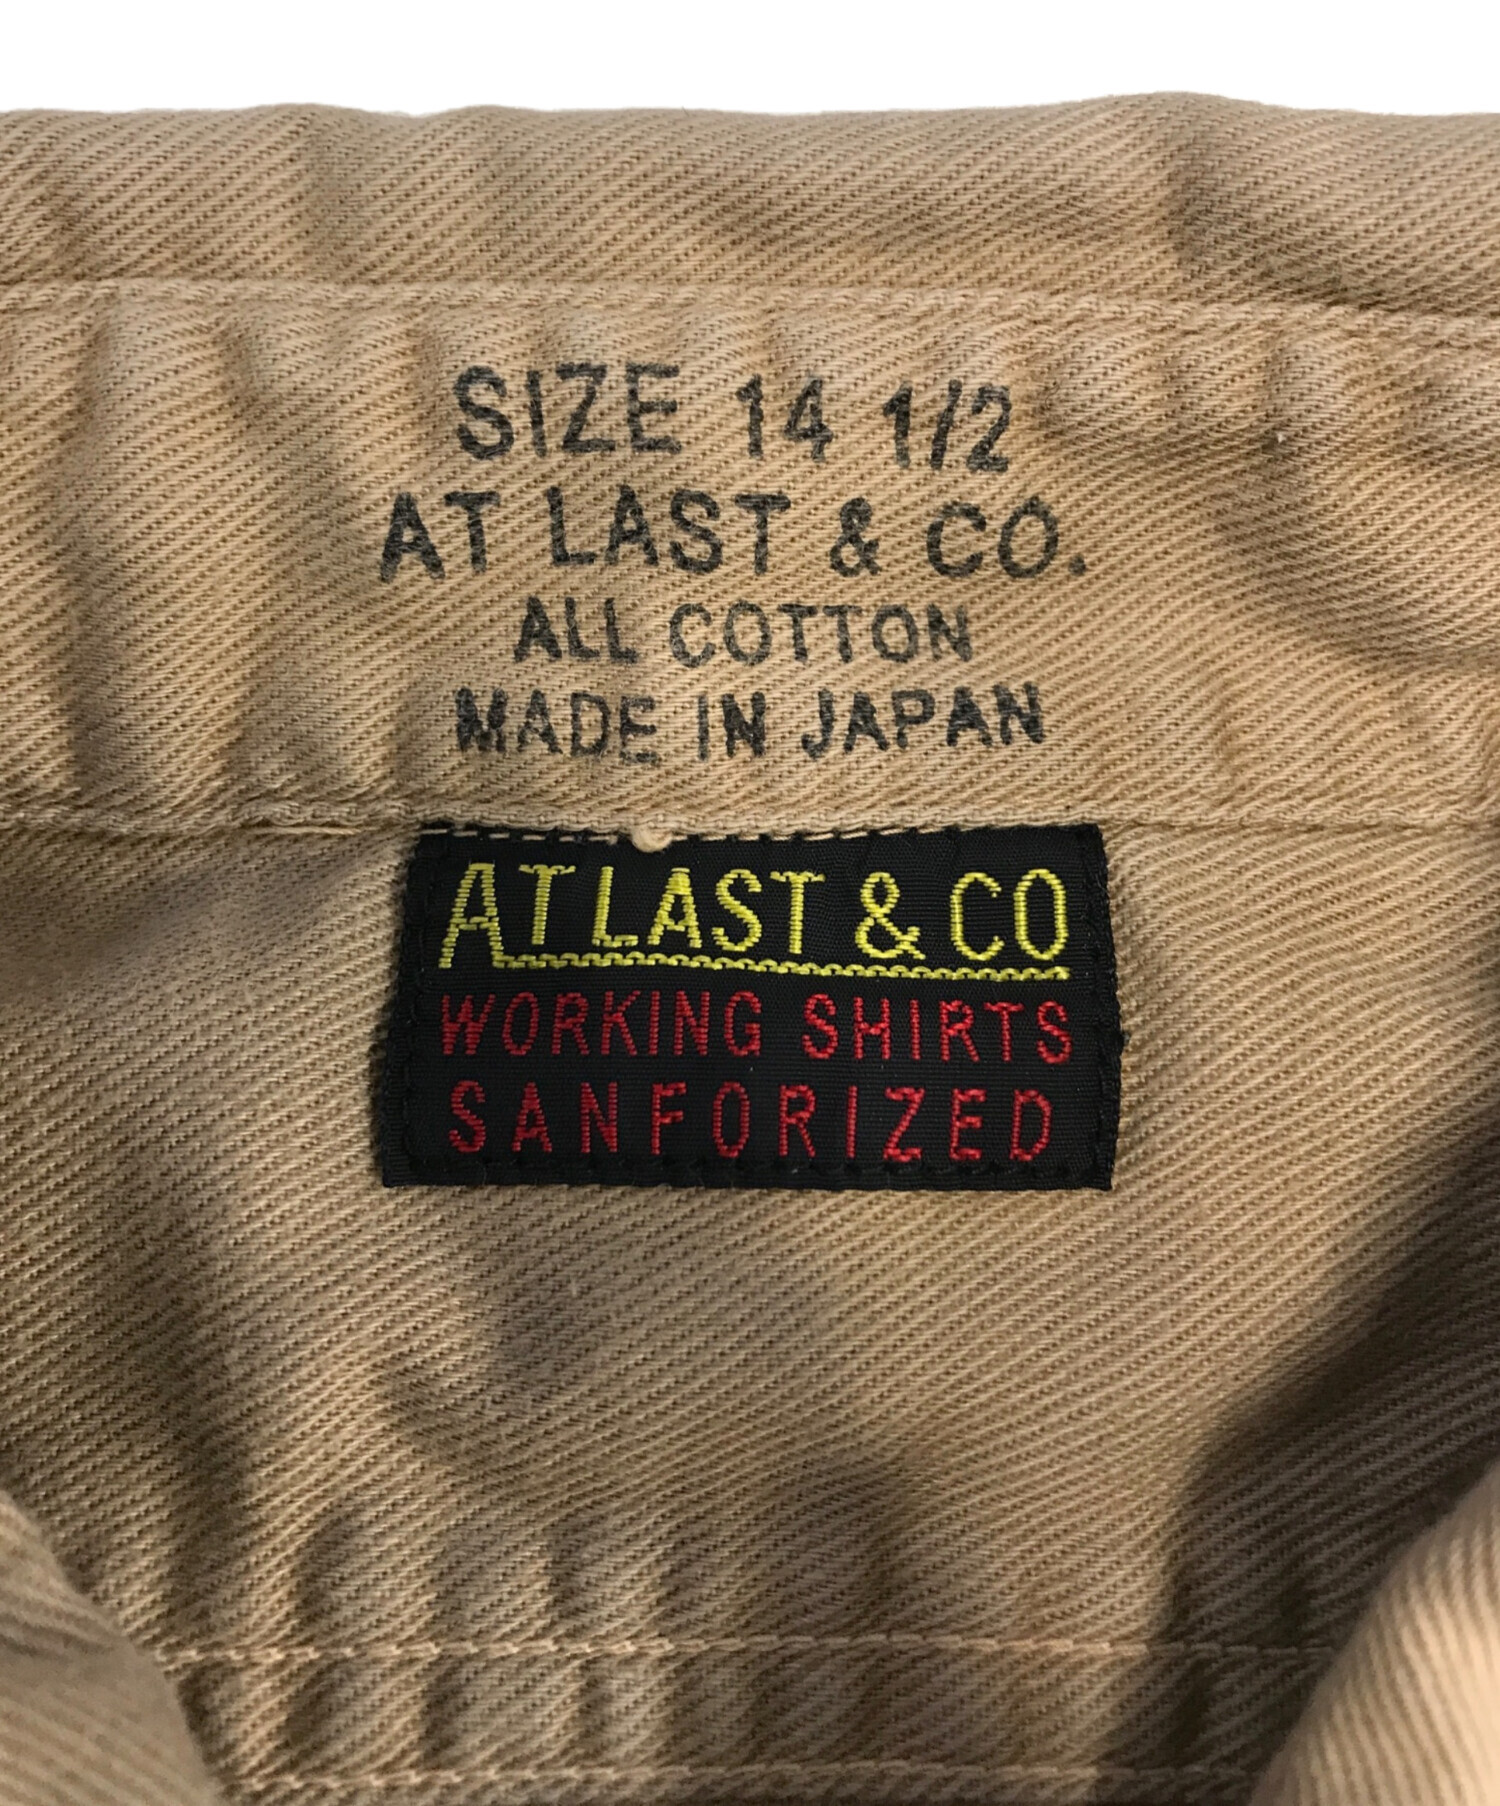 SIZE 14 1/2
AT LAST & CO.
ALL COTTON
MADE IN JAPAN
AT LAST & CO
WORKING SHIRTS
SANFORIZED